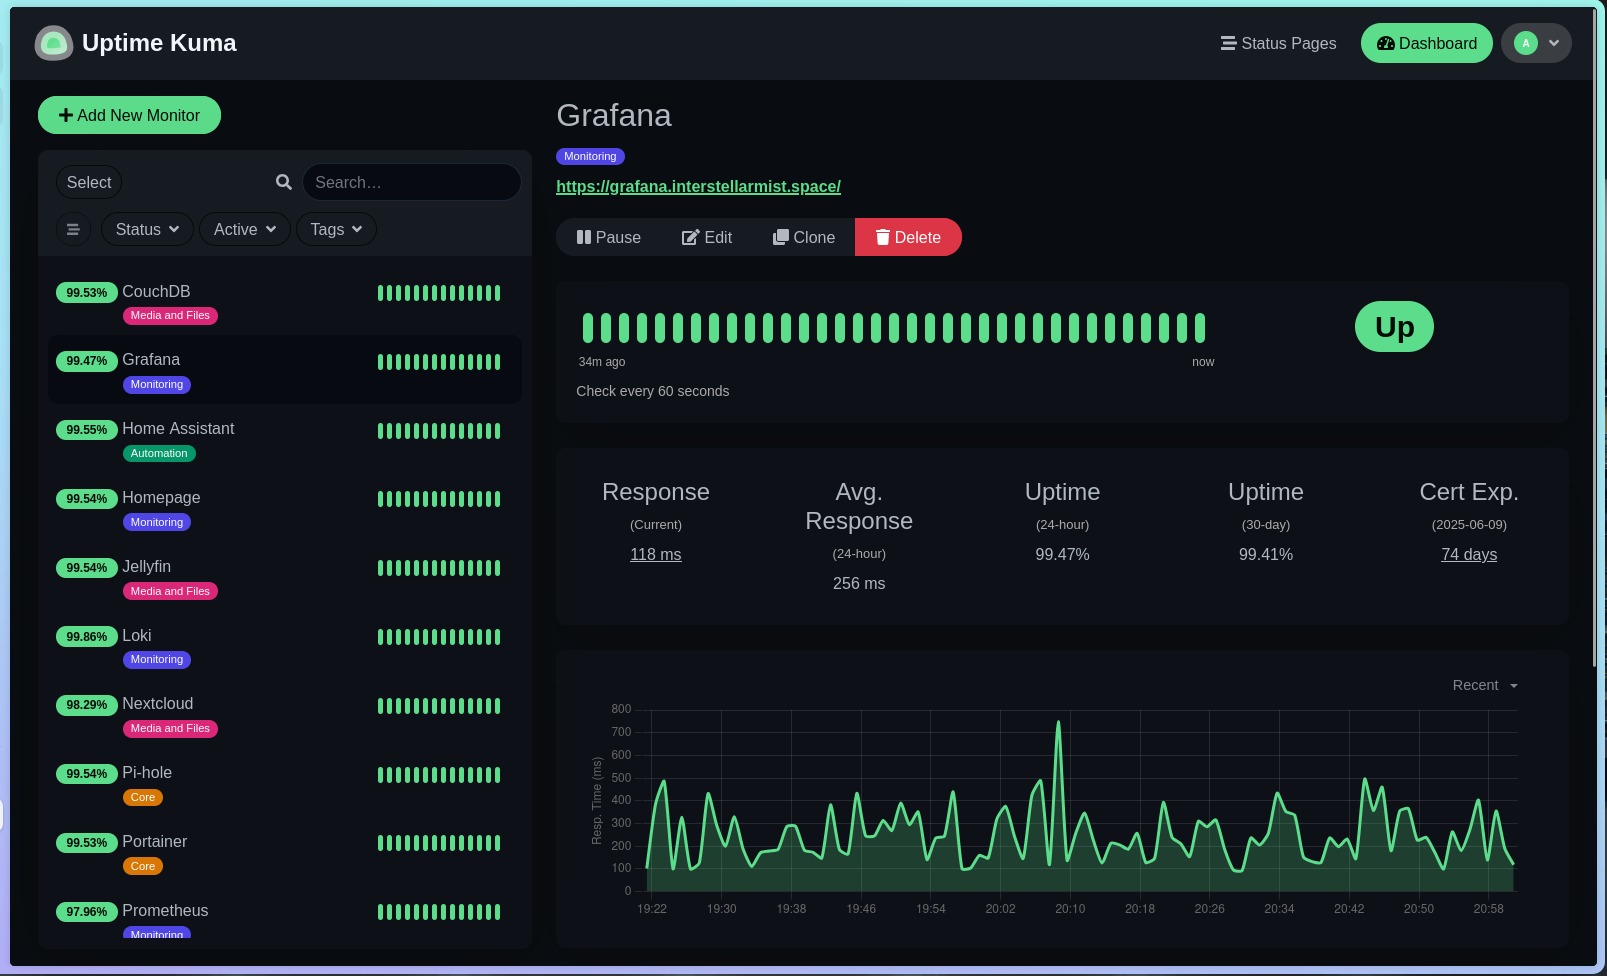 Uptime Kuma
Status Pages
Dashboard
A
Add New Monitor
Select
Search…
Status
Active
Tags
99.53% CouchDB
Media and Files
99.47% Grafana
Monitoring
99.55% Home Assistant
Automation
99.54% Homepage
Monitoring
99.54% Jellyfin
Media and Files
99.86% Loki
Monitoring
98.29% Nextcloud
Media and Files
99.54% Pi-hole
Core
99.53% Portainer
Core
97.96% Prometheus
Monitoring
Grafana
Monitoring
https://grafana.interstellarmist.space/
Pause Edit Clone Delete
Up
34m ago now
Check every 60 seconds
Response
(Current)
118 ms
Avg.
Response
(24-hour)
256 ms
Uptime
(24-hour)
99.47%
Uptime
(30-day)
99.41%
Cert Exp.
(2025-06-09)
74 days
Recent
Resp. Time (ms)
800
700
600
500
400
300
200
100
0
19:22 19:30 19:38 19:46 19:54 20:02 20:10 20:18 20:26 20:34 20:42 20:50 20:58